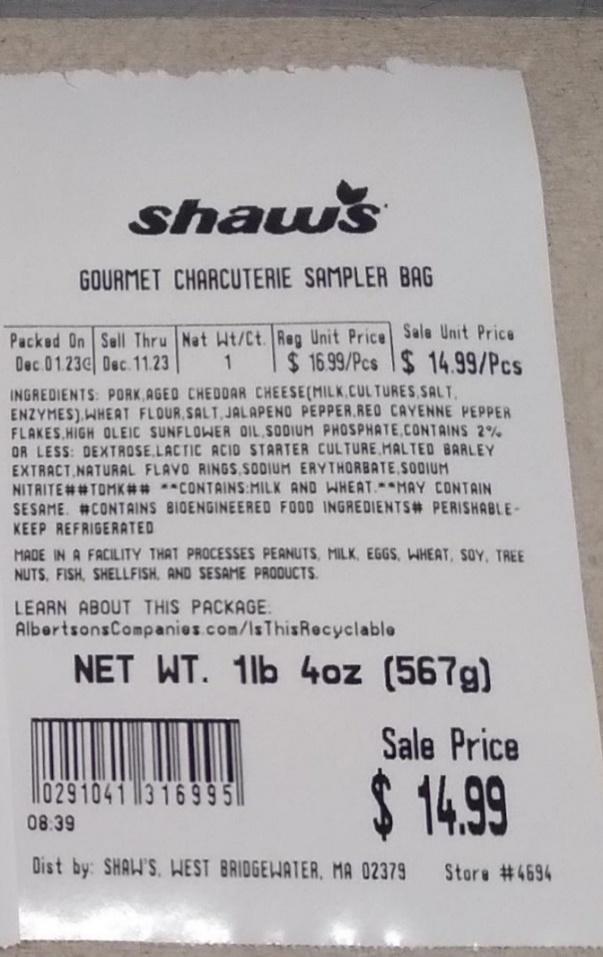 shaw's
GOURMET CHARCUTERIE SAMPLER BAG
Packed On Sell Thru Net Wt/Ct. Reg Unit Price Sale Unit Price
Dec.01.23@ Dec.11.23 1 $ 16.99/Pcs $ 14.99/Pcs
INGREDIENTS: PORK,AGED CHEDDAR CHEESE(MILK,CULTURES,SALT,
ENZYMES),WHEAT FLOUR,SALT,JALAPENO PEPPER,RED CAYENNE PEPPER
FLAKES,HIGH OLEIC SUNFLOWER OIL,SODIUM PHOSPHATE,CONTAINS 2%
OR LESS: DEXTROSE,LACTIC ACID STARTER CULTURE,MALTED BARLEY
EXTRACT,NATURAL FLAVO RINGS,SODIUM ERYTHORBATE,SODIUM
NITRITE##TOMK## **CONTAINS:MILK AND WHEAT.**MAY CONTAIN
SESAME. #CONTAINS BIOENGINEERED FOOD INGREDIENTS# PERISHABLE-
KEEP REFRIGERATED
MADE IN A FACILITY THAT PROCESSES PEANUTS, MILK, EGGS, WHEAT, SOY, TREE
NUTS, FISH, SHELLFISH, AND SESAME PRODUCTS.
LEARN ABOUT THIS PACKAGE:
AlbertsonsCompanies.com/IsThisRecyclable
NET WT. 1lb 4oz (567g)
Sale Price
$ 14.99
0291041 316995
08:39
Dist by: SHAW'S, WEST BRIDGEWATER, MA 02379 Store #4694